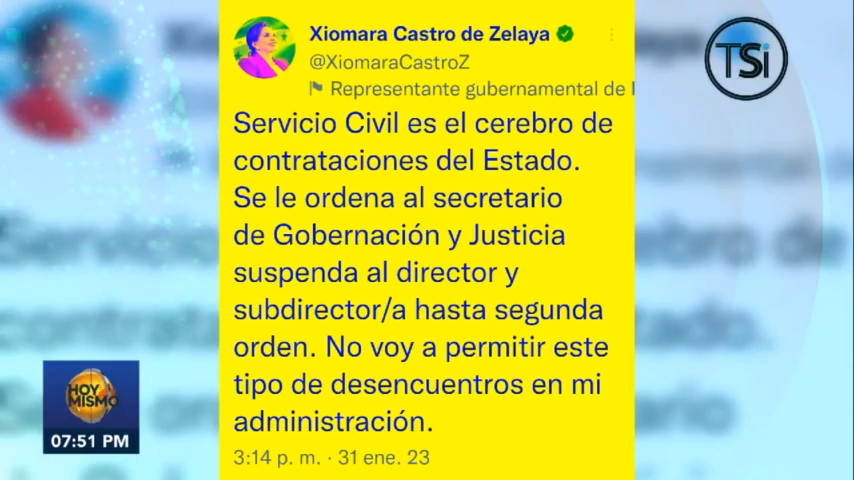 Xiomara Castro de Zelaya
@XiomaraCastroZ
Representante gubernamental de
Servicio Civil es el cerebro de
contrataciones del Estado.
Se le ordena al secretario
de Gobernación y Justicia
suspenda al director y
subdirector/a hasta segunda
orden. No voy a permitir este
tipo de desencuentros en mi
administración.
3:14 p. m. · 31 ene. 23
TSi
HOY
MISMO
07:51 PM